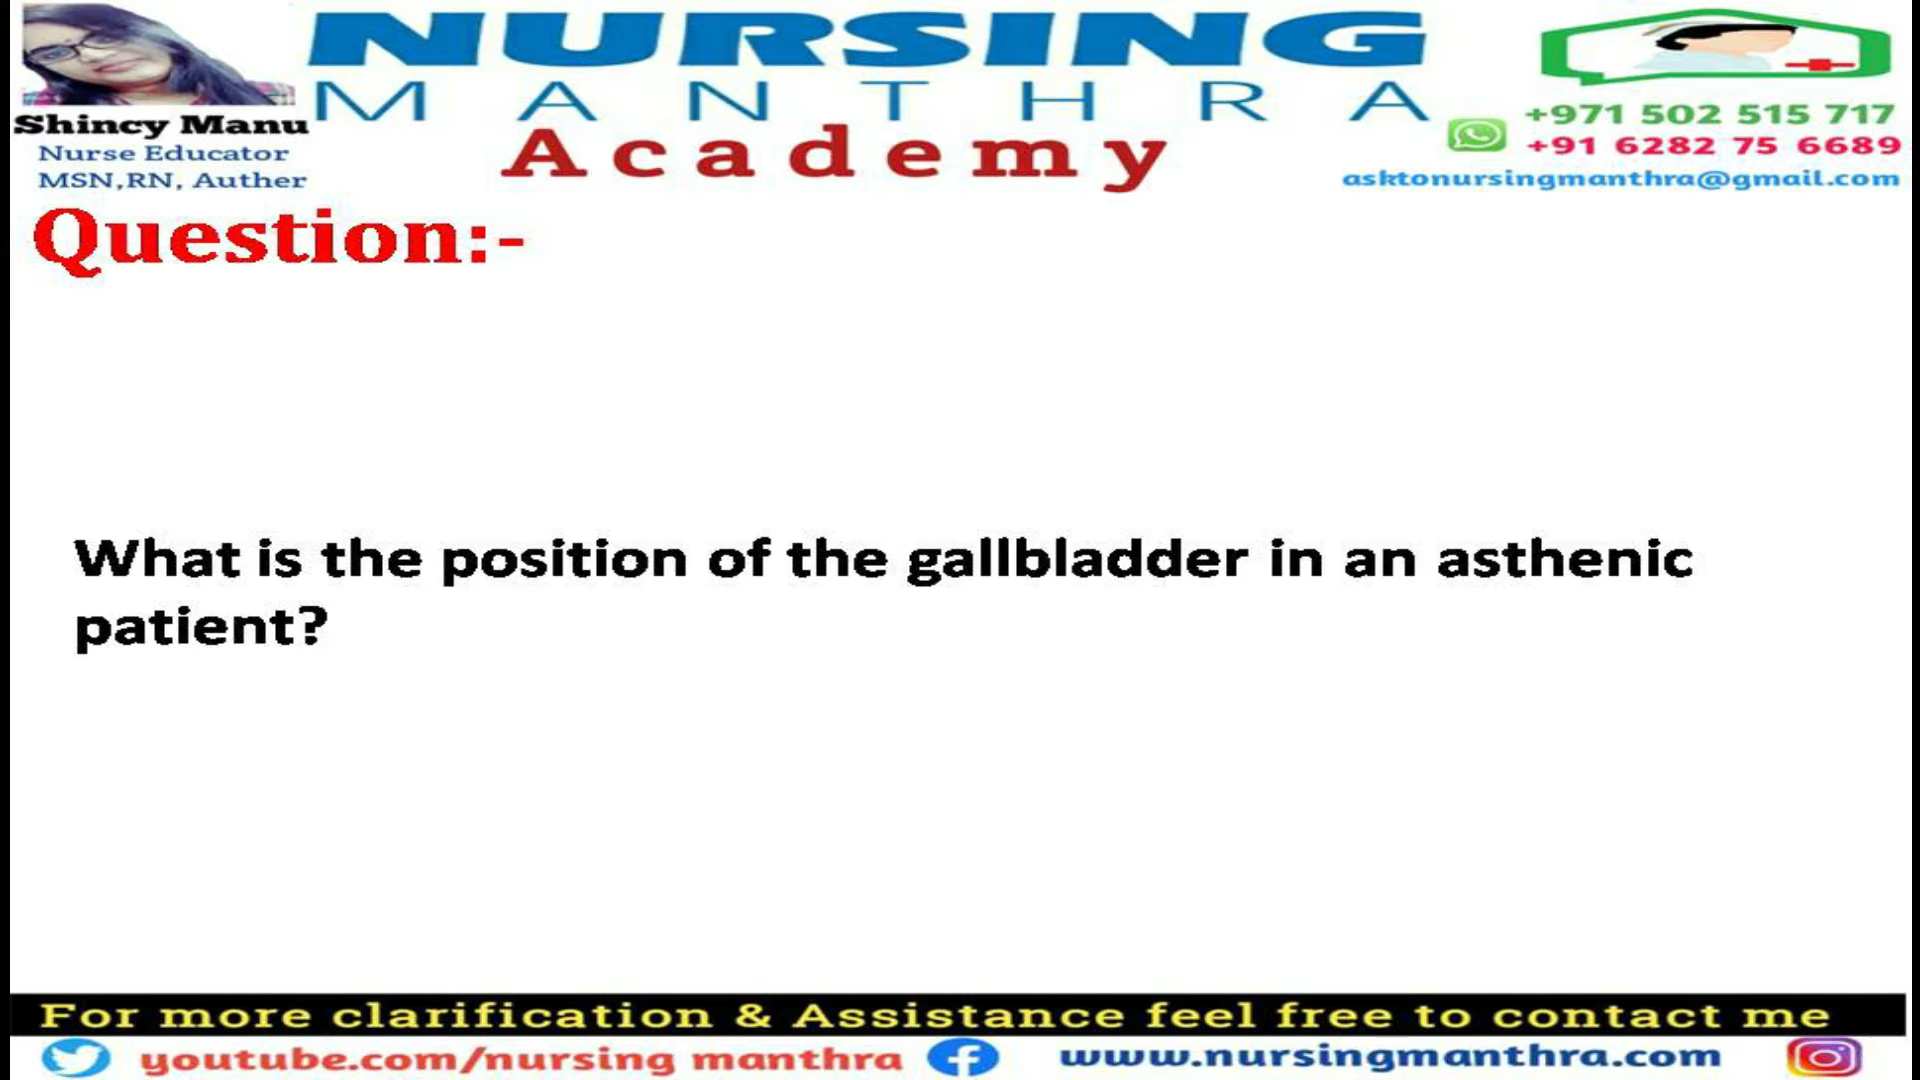 NURSING
MANTHRA
Academy
Shincy Manu
Nurse Educator
MSN,RN, Auther
+971 502 515 717
+91 6282 75 6689
asktonursingmanthra@gmail.com
Question:-
What is the position of the gallbladder in an asthenic
patient?
For more clarification & Assistance feel free to contact me
youtube.com/nursing manthra
www.nursingmanthra.com